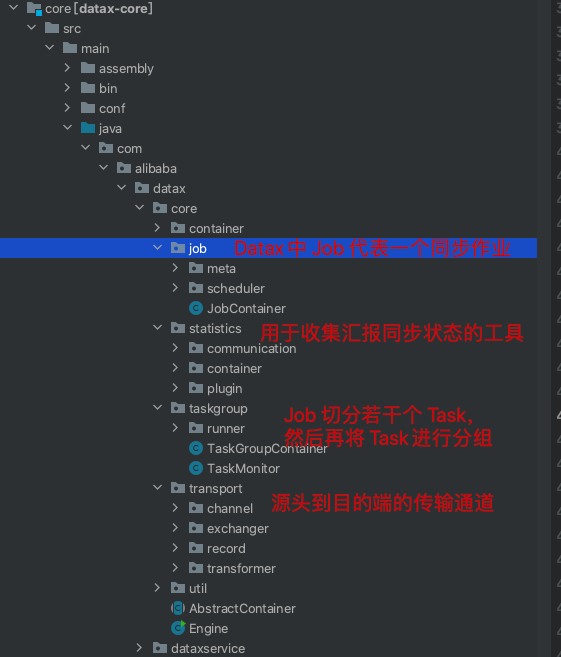 core [datax-core]
src
main
assembly
bin
conf
java
com
alibaba
datax
core
container
job Datax 中 Job 代表一个同步作业
meta
scheduler
JobContainer
statistics 用于收集汇报同步状态的工具
communication
container
plugin
taskgroup Job 切分若干个 Task，
runner 然后再将 Task 进行分组
TaskGroupContainer
TaskMonitor
transport 源头到目的端的传输通道
channel
exchanger
record
transformer
util
AbstractContainer
Engine
dataxservice